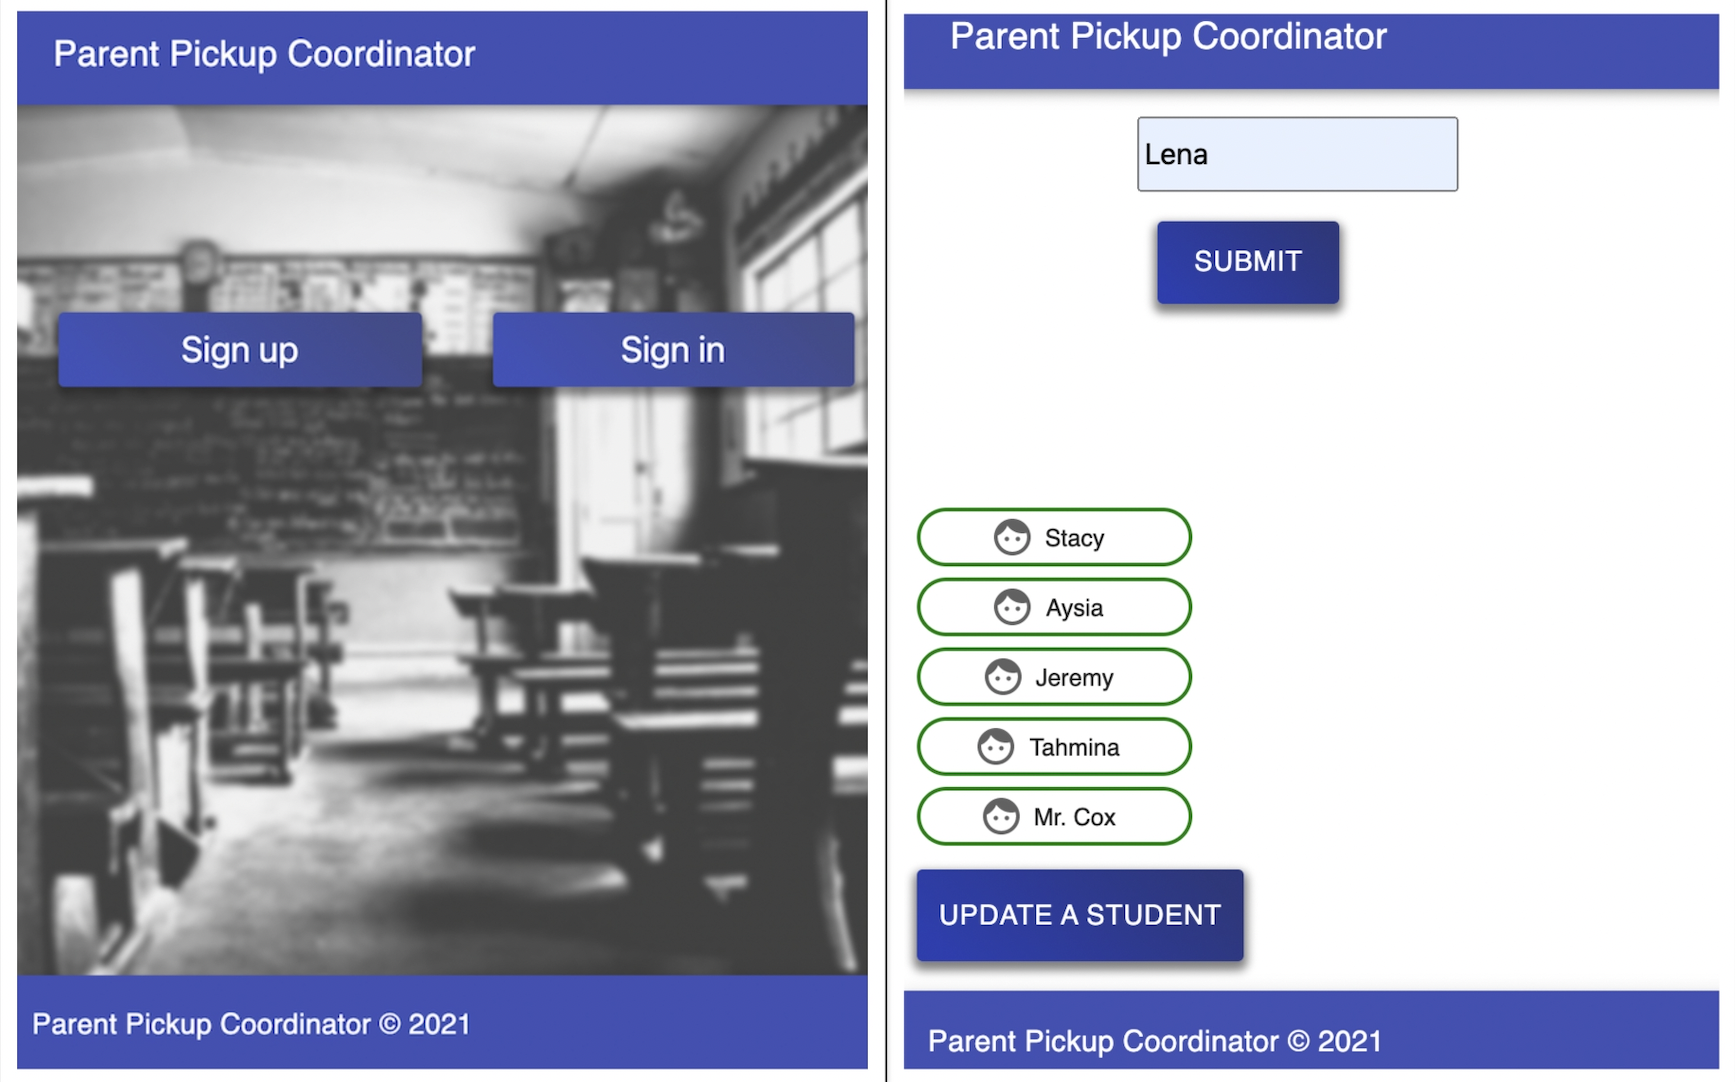 Parent Pickup Coordinator
Sign up
Sign in
Parent Pickup Coordinator © 2021
Parent Pickup Coordinator
Lena
SUBMIT
Stacy
Aysia
Jeremy
Tahmina
Mr. Cox
UPDATE A STUDENT
Parent Pickup Coordinator © 2021